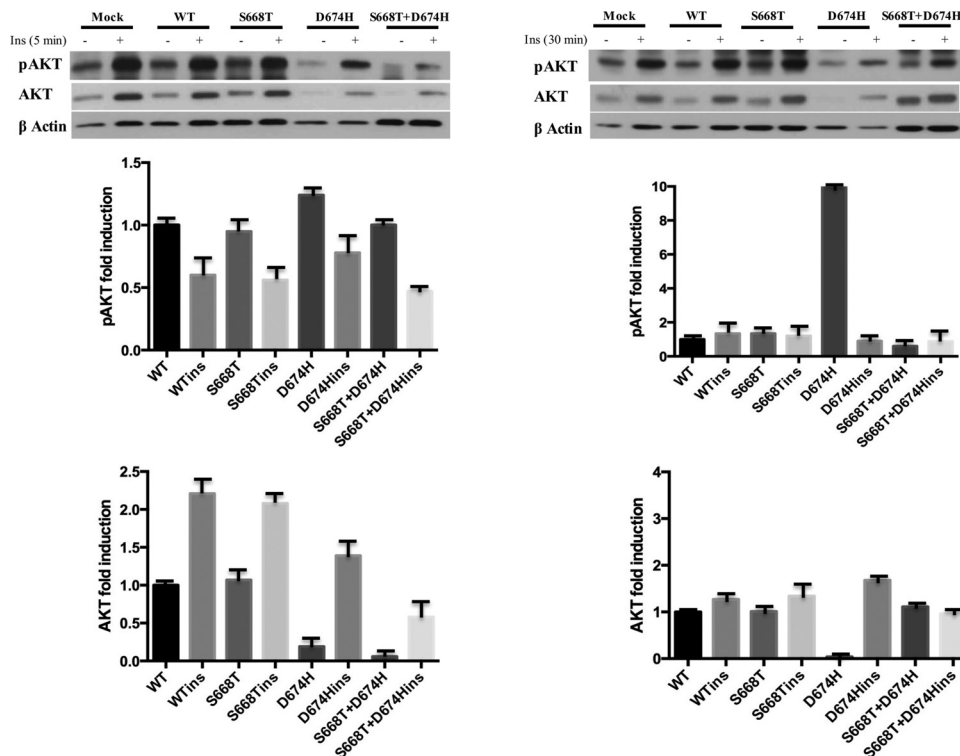 Mock WT S668T D674H S668T+D674H
Ins (5 min) - + - + - + - + - +
pAKT
AKT
β Actin
Mock WT S668T D674H S668T+D674H
Ins (30 min) - + - + - + - + - +
pAKT
AKT
β Actin
pAKT fold induction
1.5
1.0
0.5
0.0
WT
WTins
S668T
S668Tins
D674H
D674Hins
S668T+D674H
S668T+D674Hins
pAKT fold induction
10
8
6
4
2
0
WT
WTins
S668T
S668Tins
D674H
D674Hins
S668T+D674H
S668T+D674Hins
AKT fold induction
2.5
2.0
1.5
1.0
0.5
0.0
WT
WTins
S668T
S668Tins
D674H
D674Hins
S668T+D674H
S668T+D674Hins
AKT fold induction
4
3
2
1
0
WT
WTins
S668T
S668Tins
D674H
D674Hins
S668T+D674H
S668T+D674Hins